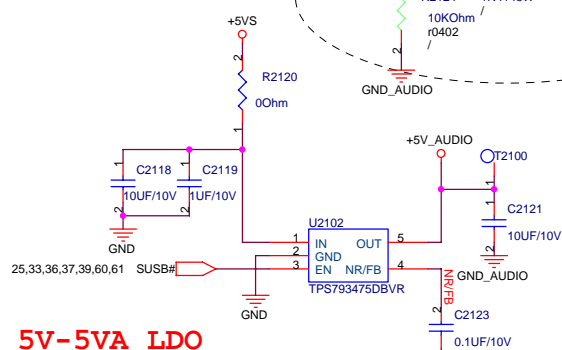 +5VS
10KOhm
r0402
/
/
GND_AUDIO
2
R2120
0Ohm
1
2
+5V_AUDIO
T2100
1
C2118
10UF/10V
2
1
C2119
1UF/10V
2
1
1
C2121
10UF/10V
2
GND
GND_AUDIO
U2102
1 IN OUT 5
2 GND
3 EN NR/FB 4
TPS793475DBVR
25,33,36,37,39,60,61 SUSB#
GND
NR/FB
2
C2123
0.1UF/10V
5V-5VA LDO